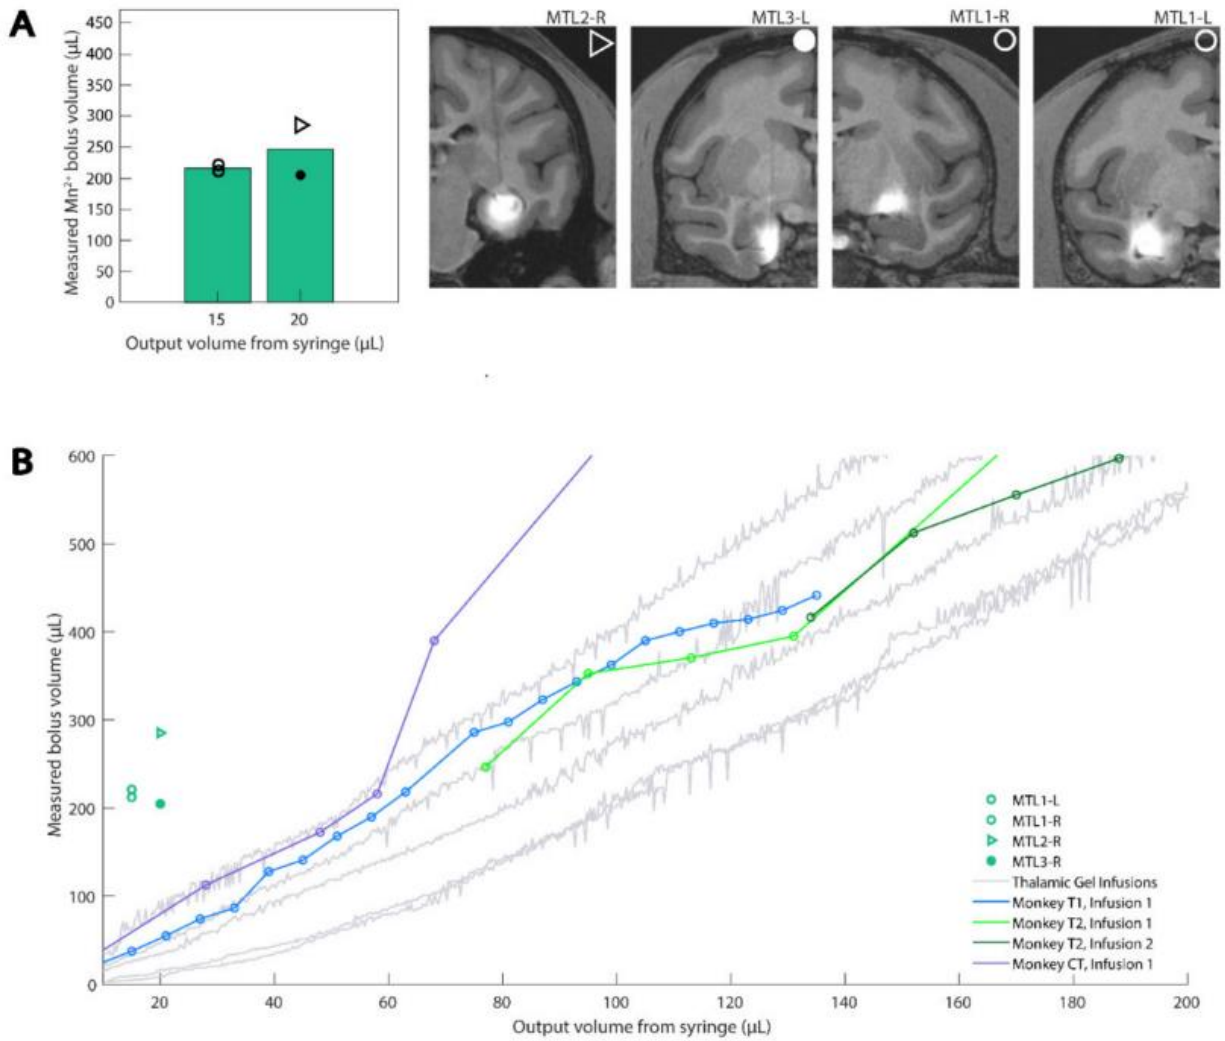 A
450
400
350
300
250
200
150
100
50
0
Measured Mn²⁺ bolus volume (µL)
15
20
Output volume from syringe (µL)
MTL2-R
MTL3-L
MTL1-R
MTL1-L
B
600
500
400
300
200
100
0
Measured bolus volume (µL)
20
40
60
80
100
120
140
160
180
200
Output volume from syringe (µL)
MTL1-L
MTL1-R
MTL2-R
MTL3-R
Thalamic Gel Infusions
Monkey T1, Infusion 1
Monkey T2, Infusion 1
Monkey T2, Infusion 2
Monkey CT, Infusion 1